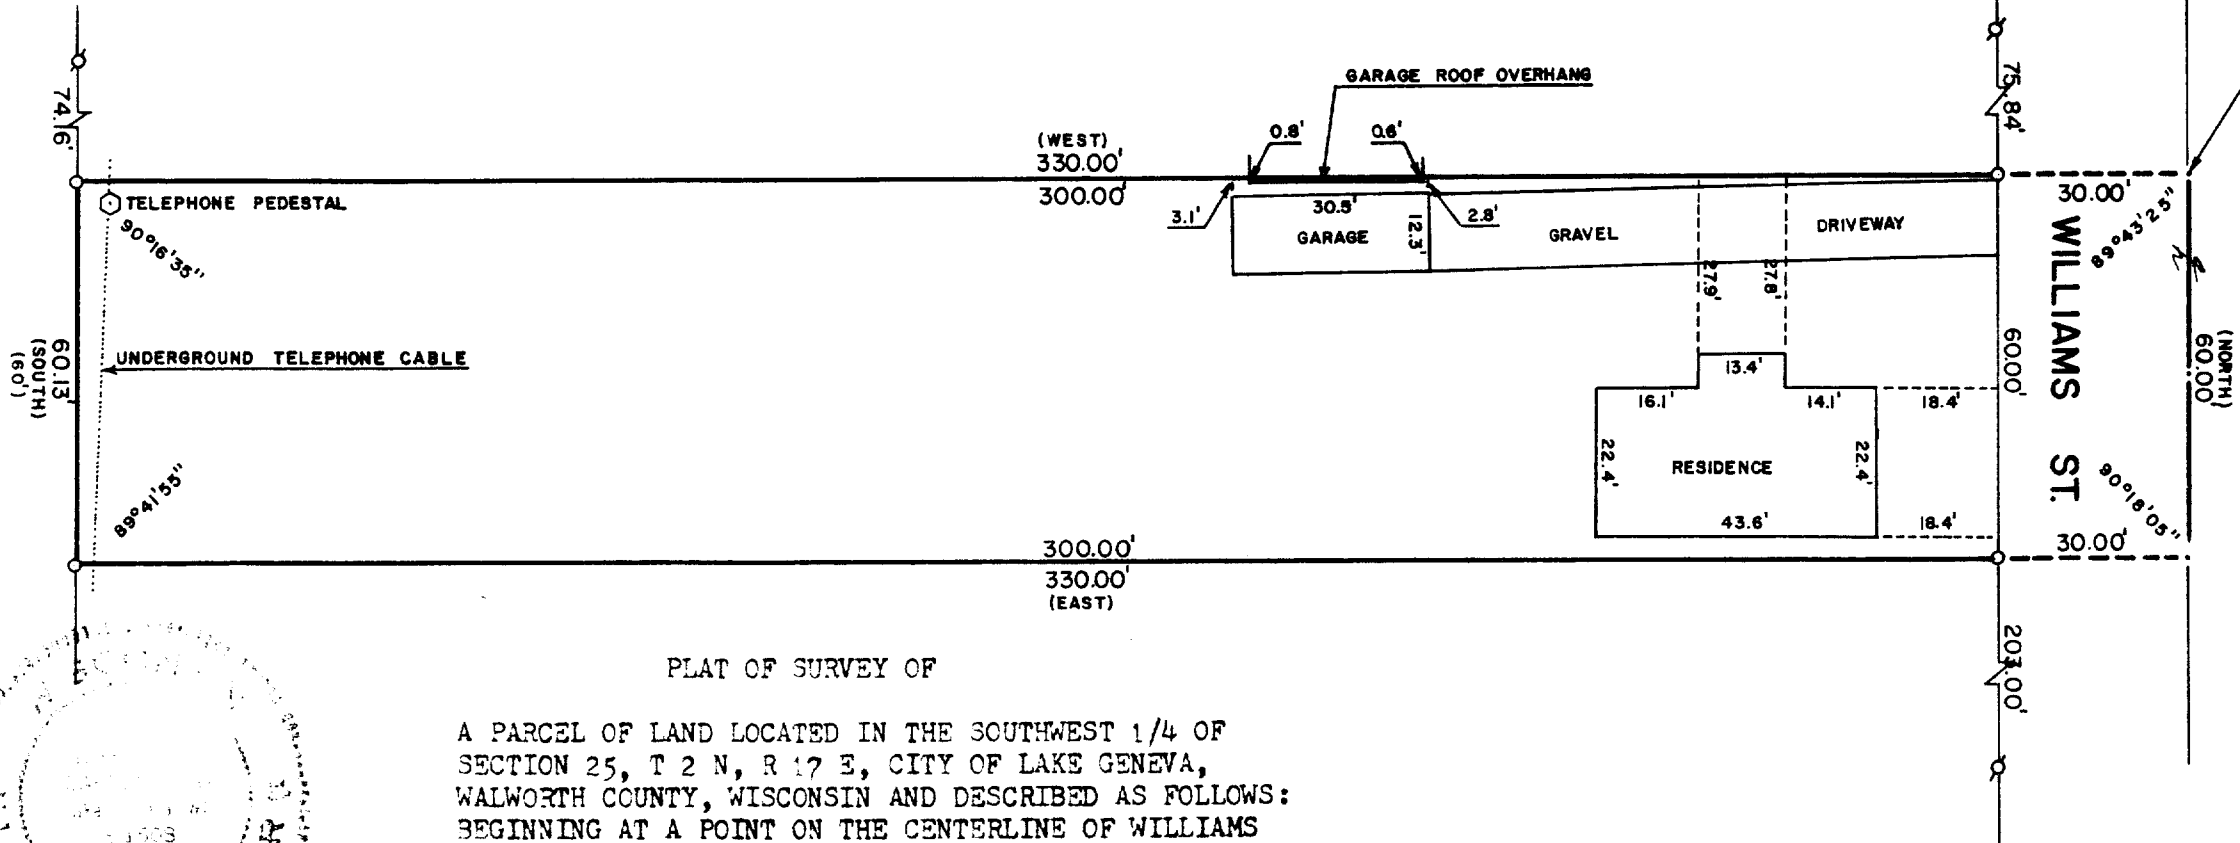 74.16'
75.84'
GARAGE ROOF OVERHANG
0.8'
0.6'
(WEST)
330.00'
300.00'
30.00'
TELEPHONE PEDESTAL
90°16'35"
3.1'
30.5'
2.8'
12.3'
GARAGE
GRAVEL
DRIVEWAY
89°43'25"
27.9'
27.8'
WILLIAMS ST.
60.00'
(NORTH)
60.00'
60.13'
(SOUTH)
(60')
UNDERGROUND TELEPHONE CABLE
13.4'
16.1'
14.1'
18.4'
22.4'
RESIDENCE
22.4'
89°41'55"
90°18'05"
43.6'
18.4'
300.00'
30.00'
330.00'
(EAST)
203.00'
PLAT OF SURVEY OF
A PARCEL OF LAND LOCATED IN THE SOUTHWEST 1/4 OF
SECTION 25, T 2 N, R 17 E, CITY OF LAKE GENEVA,
WALWORTH COUNTY, WISCONSIN AND DESCRIBED AS FOLLOWS:
BEGINNING AT A POINT ON THE CENTERLINE OF WILLIAMS